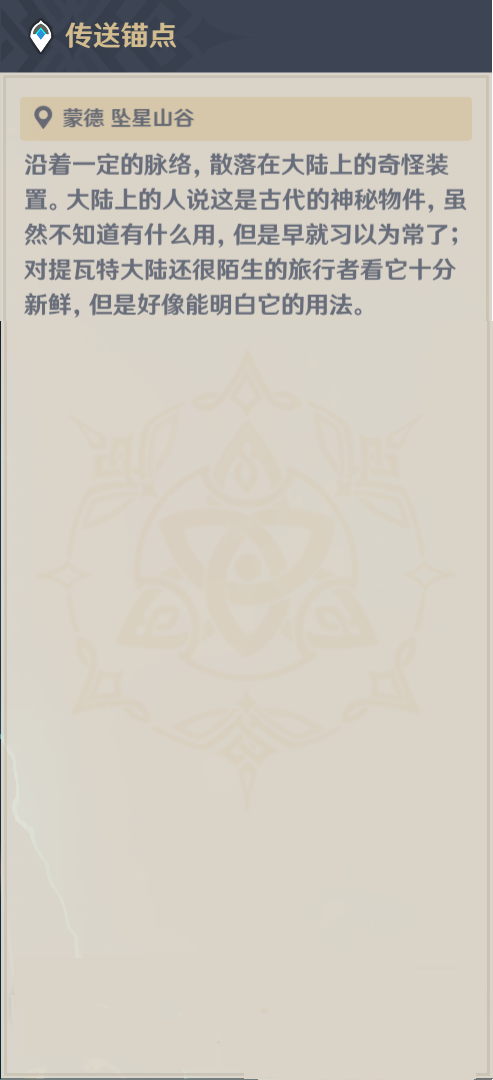 传送锚点
蒙德 坠星山谷
沿着一定的脉络，散落在大陆上的奇怪装
置。大陆上的人说这是古代的神秘物件，虽
然不知道有什么用，但是早就习以为常了；
对提瓦特大陆还很陌生的旅行者看它十分
新鲜，但是好像能明白它的用法。